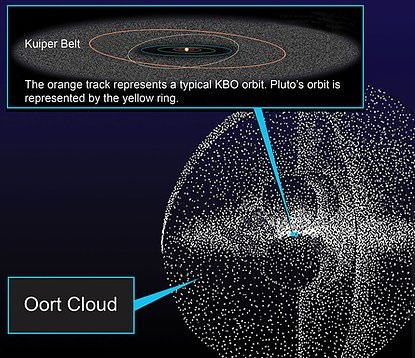 Kuiper Belt
The orange track represents a typical KBO orbit. Pluto's orbit is
represented by the yellow ring.
Oort Cloud